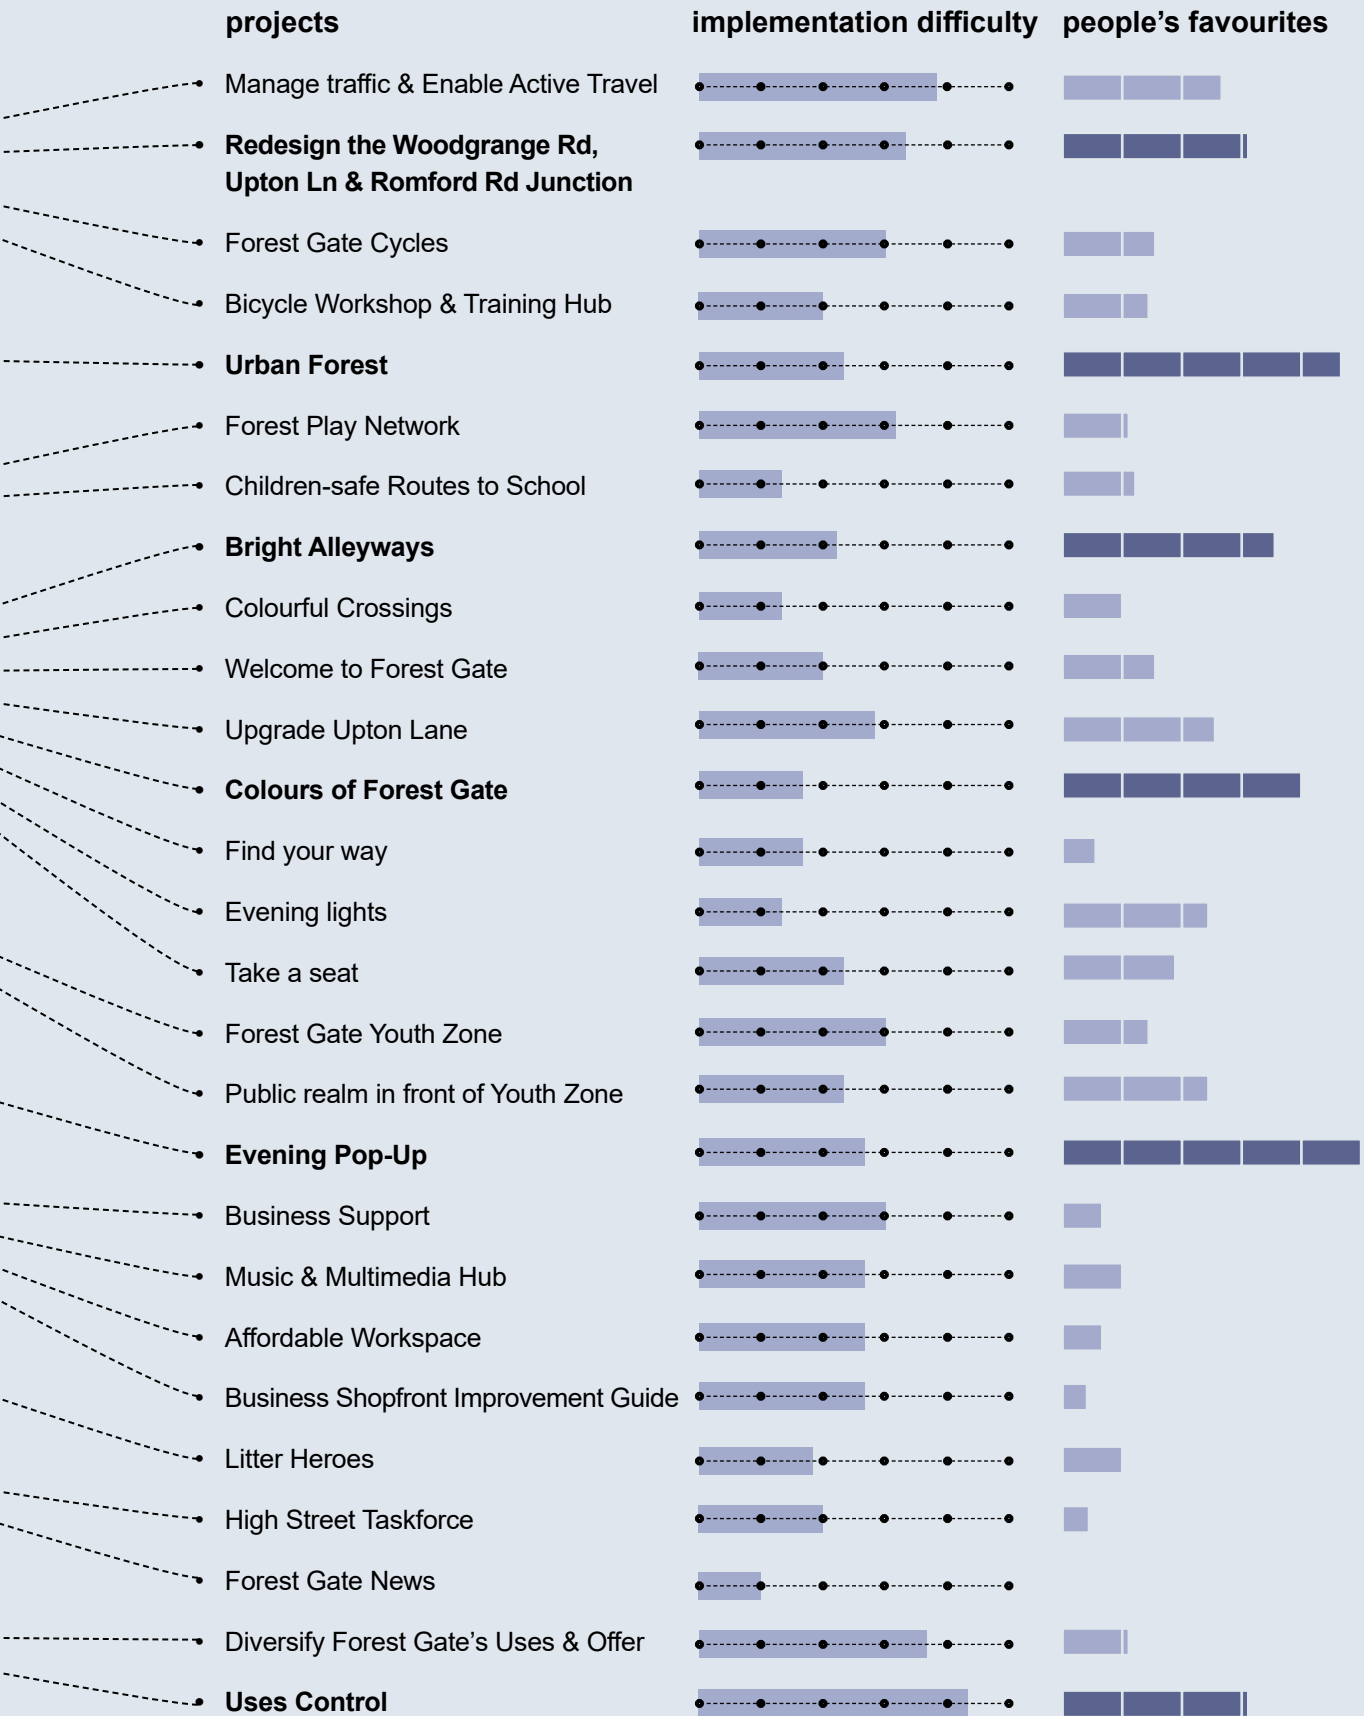 projects
implementation difficulty
people's favourites
Manage traffic & Enable Active Travel
Redesign the Woodgrange Rd,
Upton Ln & Romford Rd Junction
Forest Gate Cycles
Bicycle Workshop & Training Hub
Urban Forest
Forest Play Network
Children-safe Routes to School
Bright Alleyways
Colourful Crossings
Welcome to Forest Gate
Upgrade Upton Lane
Colours of Forest Gate
Find your way
Evening lights
Take a seat
Forest Gate Youth Zone
Public realm in front of Youth Zone
Evening Pop-Up
Business Support
Music & Multimedia Hub
Affordable Workspace
Business Shopfront Improvement Guide
Litter Heroes
High Street Taskforce
Forest Gate News
Diversify Forest Gate's Uses & Offer
Uses Control